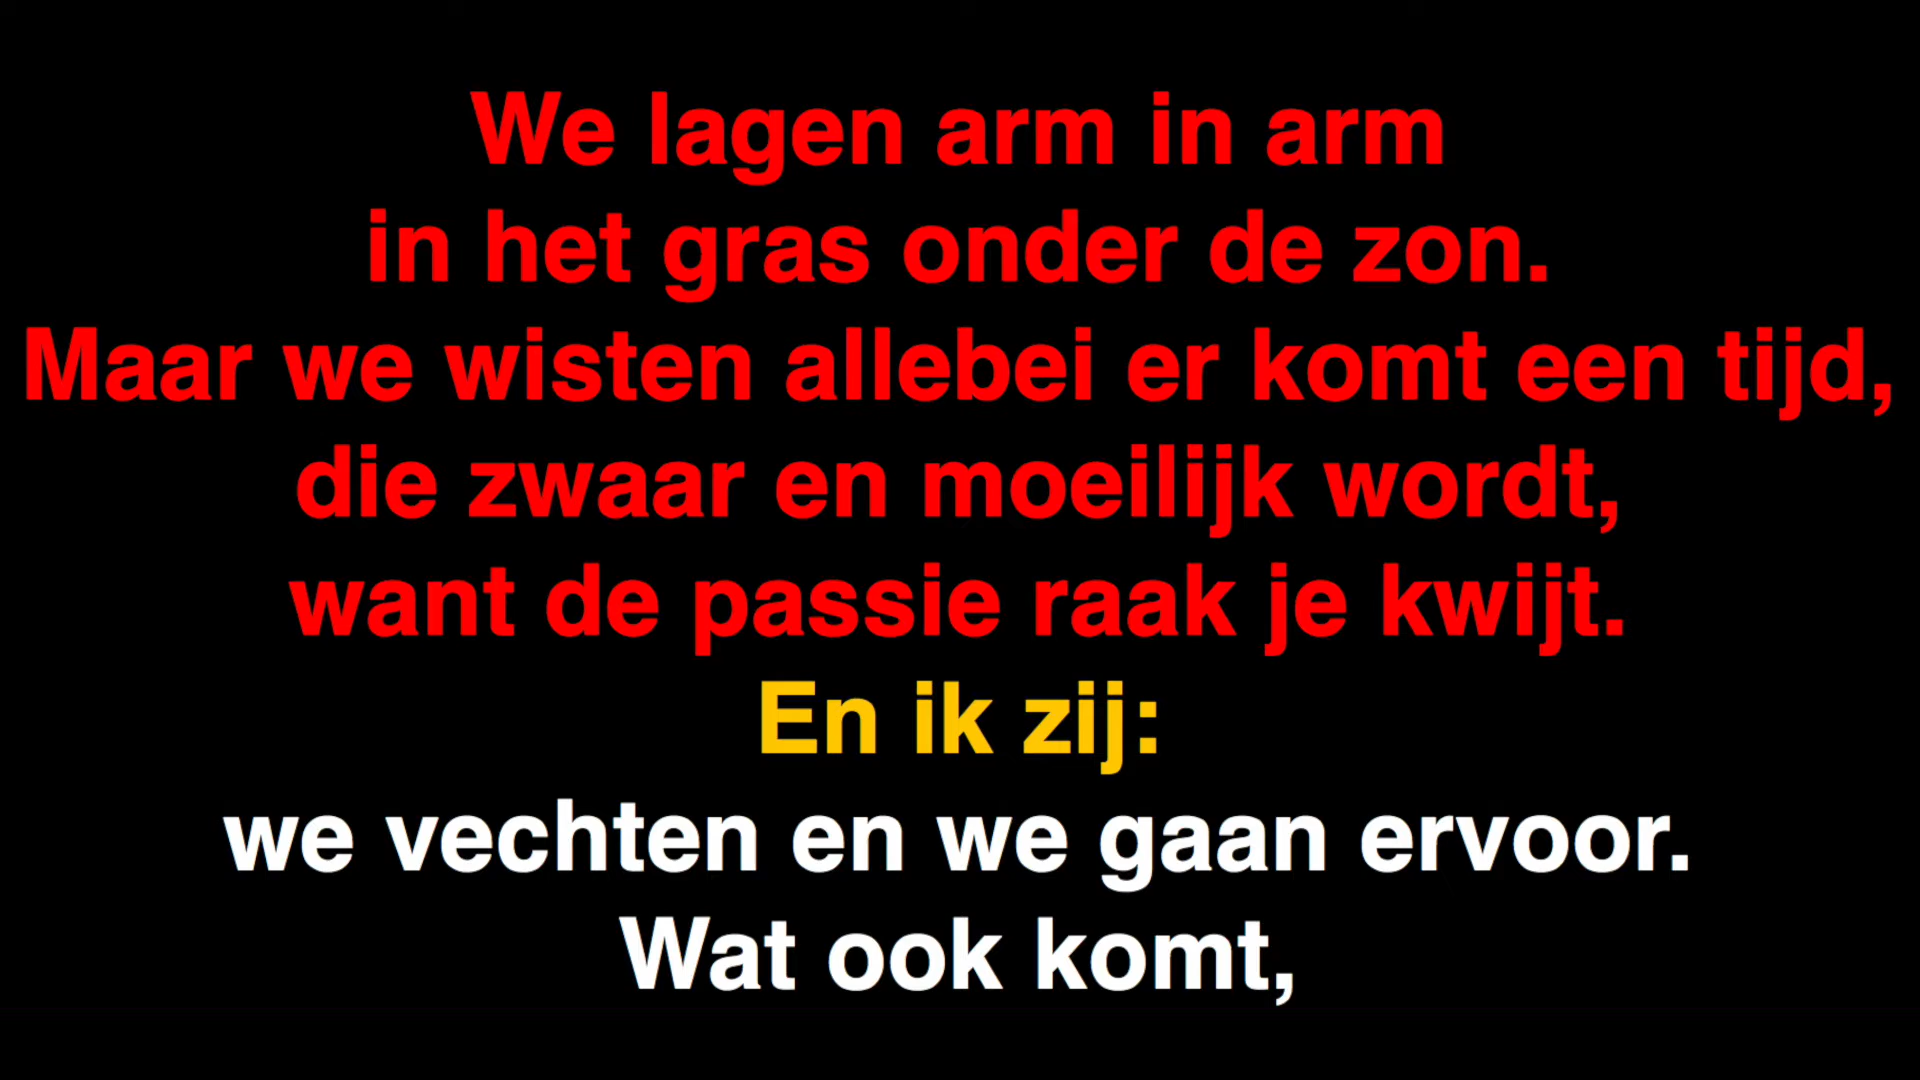 We lagen arm in arm
in het gras onder de zon.
Maar we wisten allebei er komt een tijd,
die zwaar en moeilijk wordt,
want de passie raak je kwijt.
En ik zij:
we vechten en we gaan ervoor.
Wat ook komt,